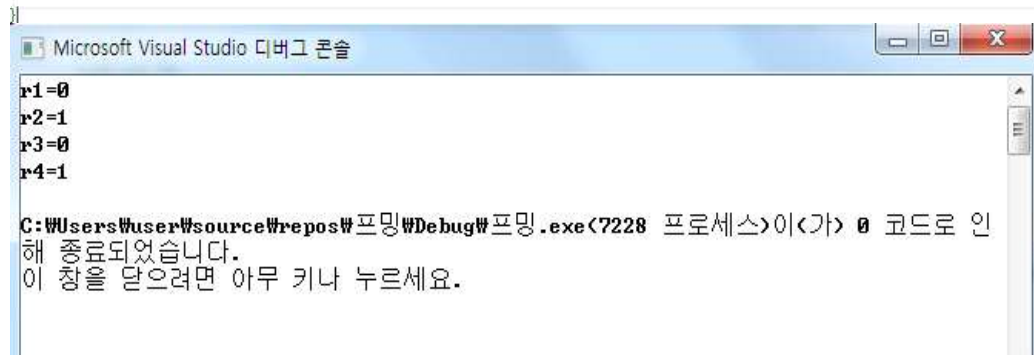 }
Microsoft Visual Studio 디버그 콘솔
r1=0
r2=1
r3=0
r4=1
C:₩Users₩user₩source₩repos₩프밍₩Debug₩프밍.exe(7228 프로세스)이(가) 0 코드로 인
해 종료되었습니다.
이 창을 닫으려면 아무 키나 누르세요.